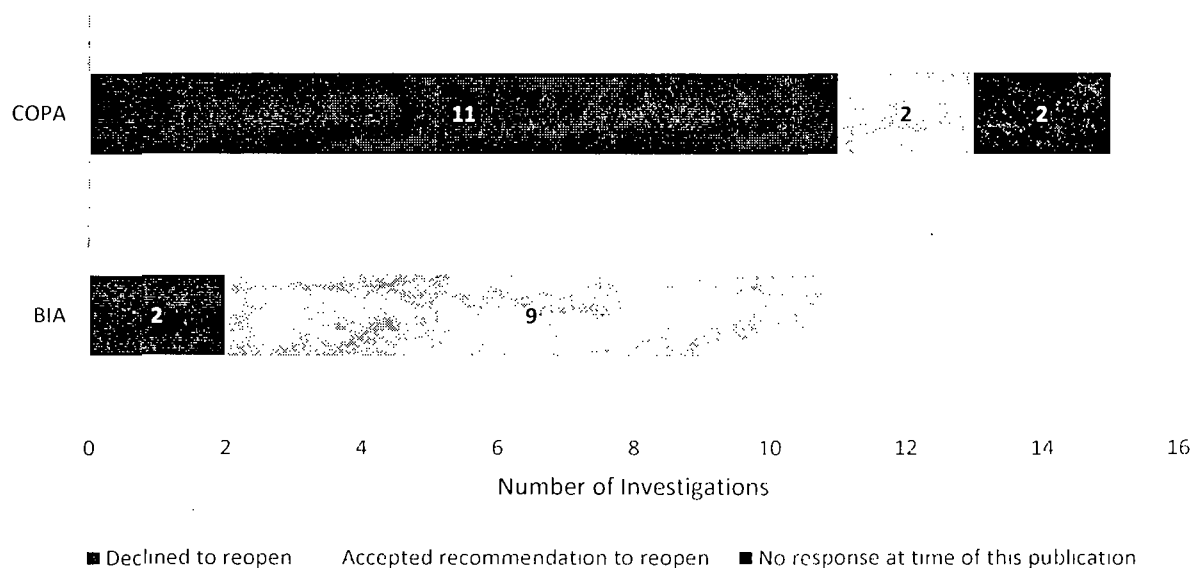 COPA
11
2
2
BIA
2
9
0 2 4 6 8 10 12 14 16
Number of Investigations
Declined to reopen Accepted recommendation to reopen No response at time of this publication